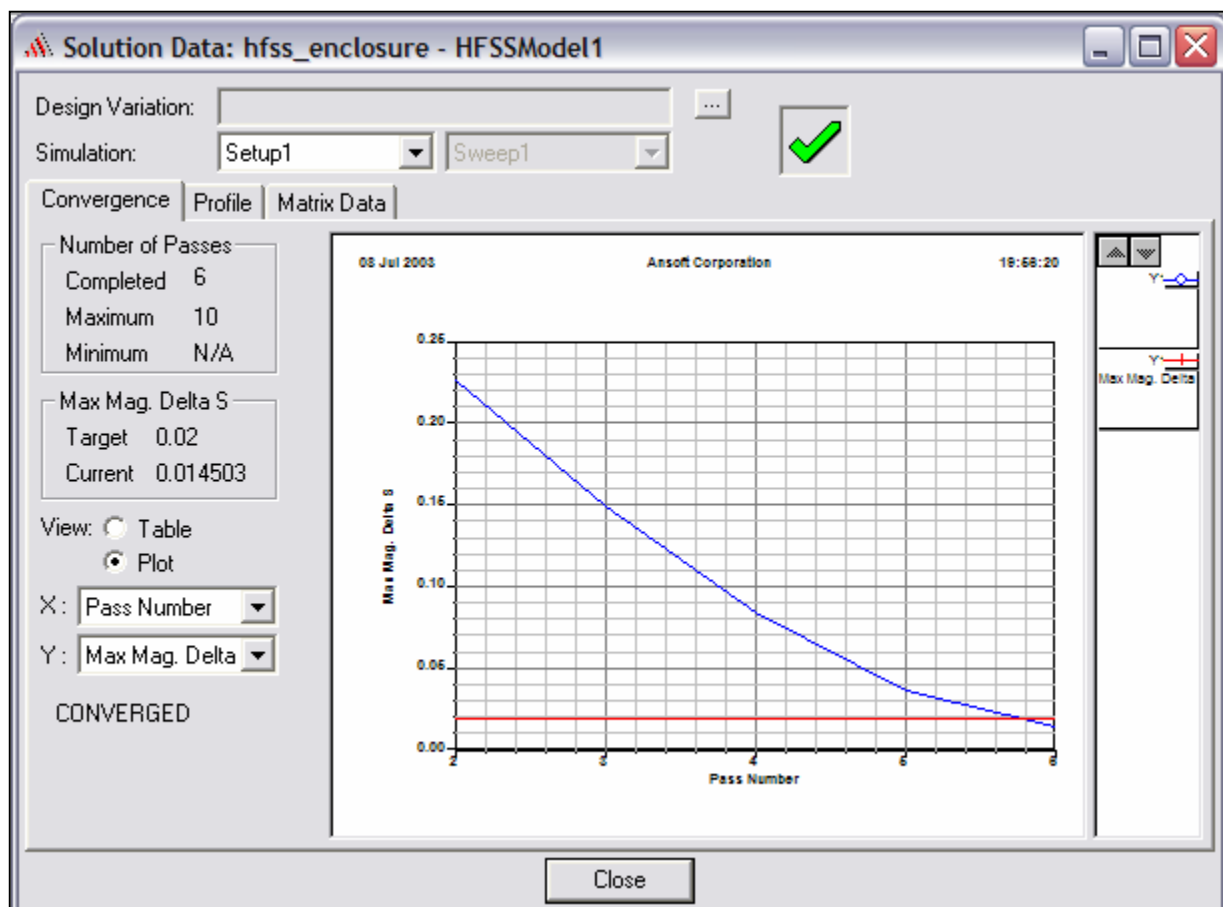 Solution Data: hfss_enclosure - HFSSModel1
Design Variation:
...
Simulation:
Setup1
Sweep1
Convergence
Profile
Matrix Data
Number of Passes
Completed 6
Maximum 10
Minimum N/A
Max Mag. Delta S
Target 0.02
Current 0.014503
View:
Table
Plot
X :
Pass Number
Y :
Max Mag. Delta
CONVERGED
08 Jul 2003
Ansoft Corporation
19:56:20
0.25
0.20
0.15
0.10
0.05
0.00
Max Mag. Delta S
2 3 4 5 6
Pass Number
Y:
Y:
Max Mag. Delta
Close